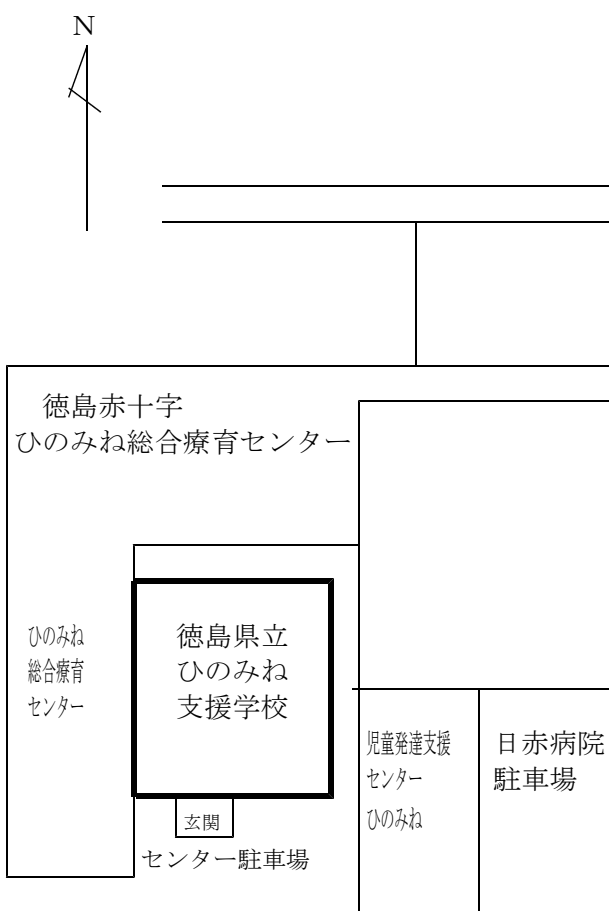 N
徳島赤十字
ひのみね総合療育センター
ひのみね
総合療育
センター
徳島県立
ひのみね
支援学校
児童発達支援
センター
ひのみね
日赤病院
駐車場
玄関
センター駐車場